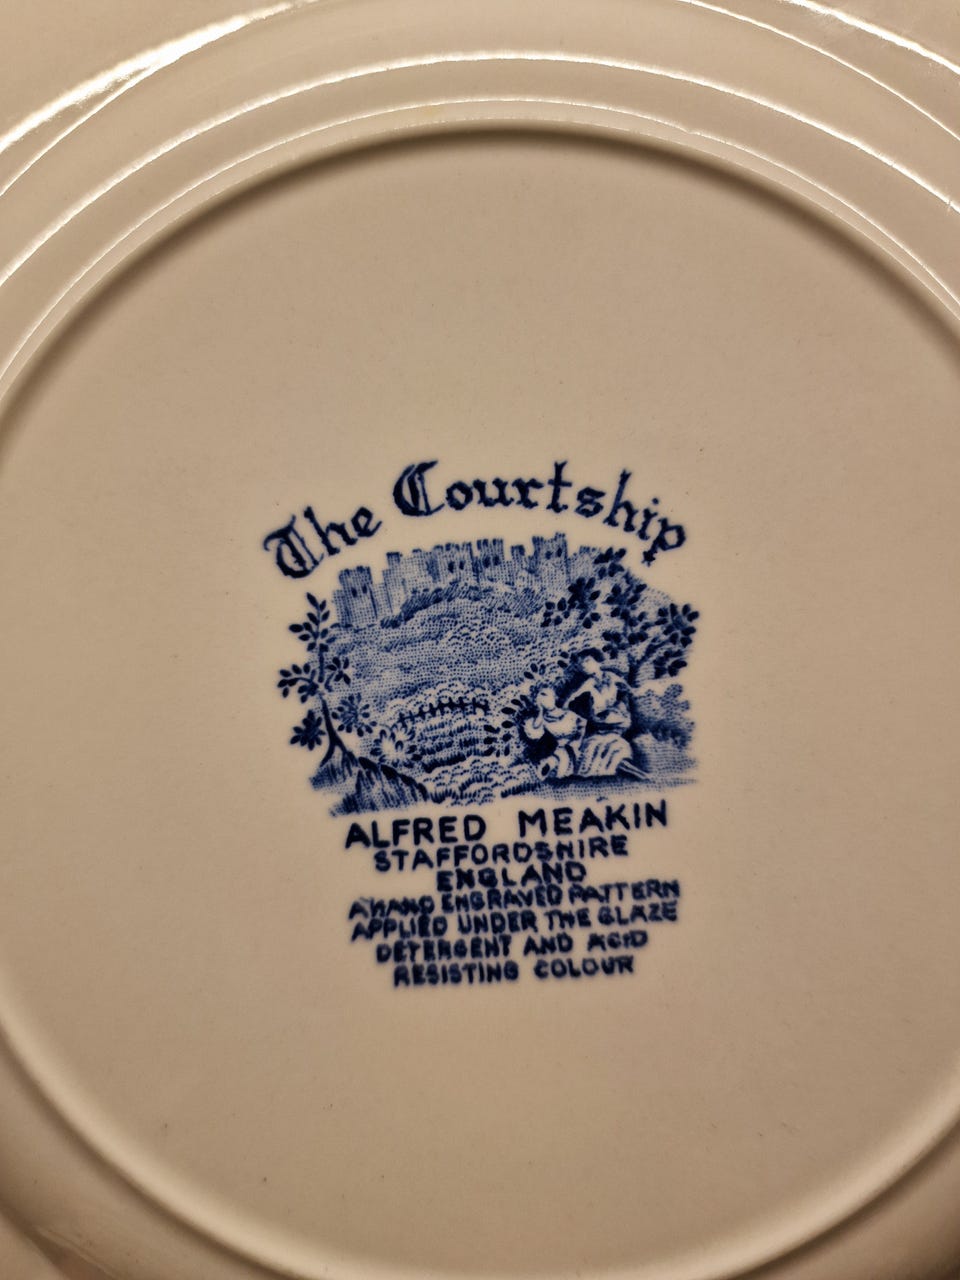 The Courtship
ALFRED MEAKIN
STAFFORDSHIRE
ENGLAND
A HAND ENGRAVED PATTERN
APPLIED UNDER THE GLAZE
DETERGENT AND ACID
RESISTING COLOUR